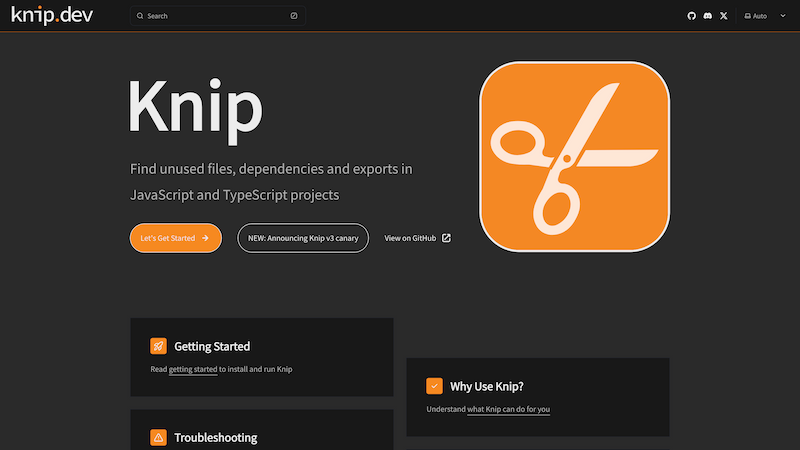 knip.dev
Search
Auto
Knip
Find unused files, dependencies and exports in
JavaScript and TypeScript projects
Let's Get Started
NEW: Announcing Knip v3 canary
View on GitHub
Getting Started
Read getting started to install and run Knip
Why Use Knip?
Understand what Knip can do for you
Troubleshooting